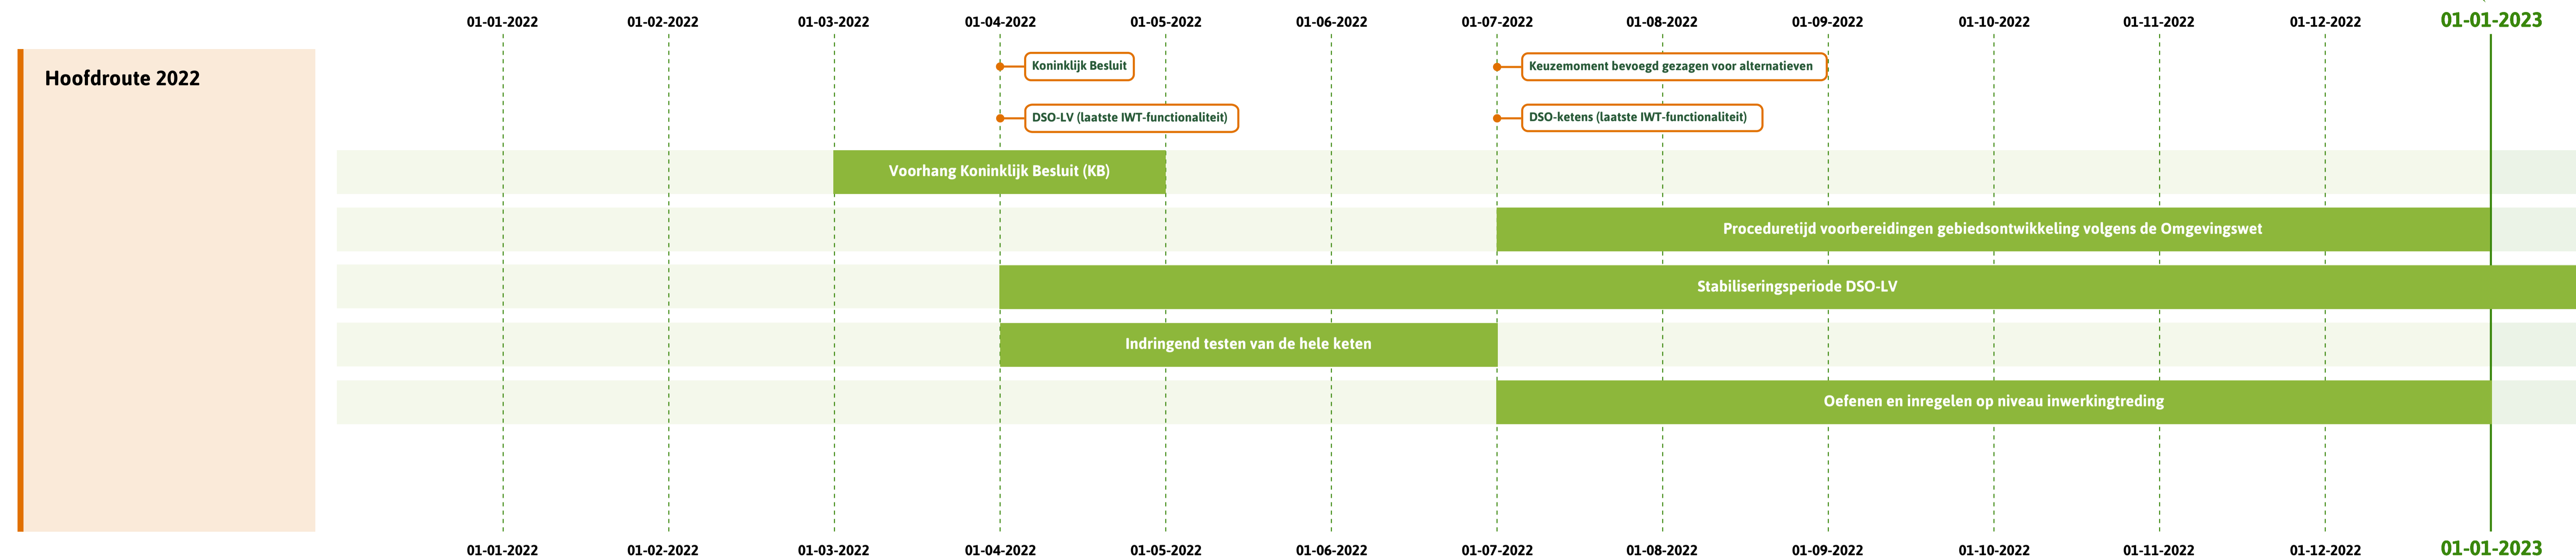 01-01-2022 01-02-2022 01-03-2022 01-04-2022 01-05-2022 01-06-2022 01-07-2022 01-08-2022 01-09-2022 01-10-2022 01-11-2022 01-12-2022 01-01-2023
Hoofdroute 2022
Koninklijk Besluit
Keuzemoment bevoegd gezagen voor alternatieven
DSO-LV (laatste IWT-functionaliteit)
DSO-ketens (laatste IWT-functionaliteit)
Voorhang Koninklijk Besluit (KB)
Proceduretijd voorbereidingen gebiedsontwikkeling volgens de Omgevingswet
Stabiliseringsperiode DSO-LV
Indringend testen van de hele keten
Oefenen en inregelen op niveau inwerkingtreding
01-01-2022 01-02-2022 01-03-2022 01-04-2022 01-05-2022 01-06-2022 01-07-2022 01-08-2022 01-09-2022 01-10-2022 01-11-2022 01-12-2022 01-01-2023